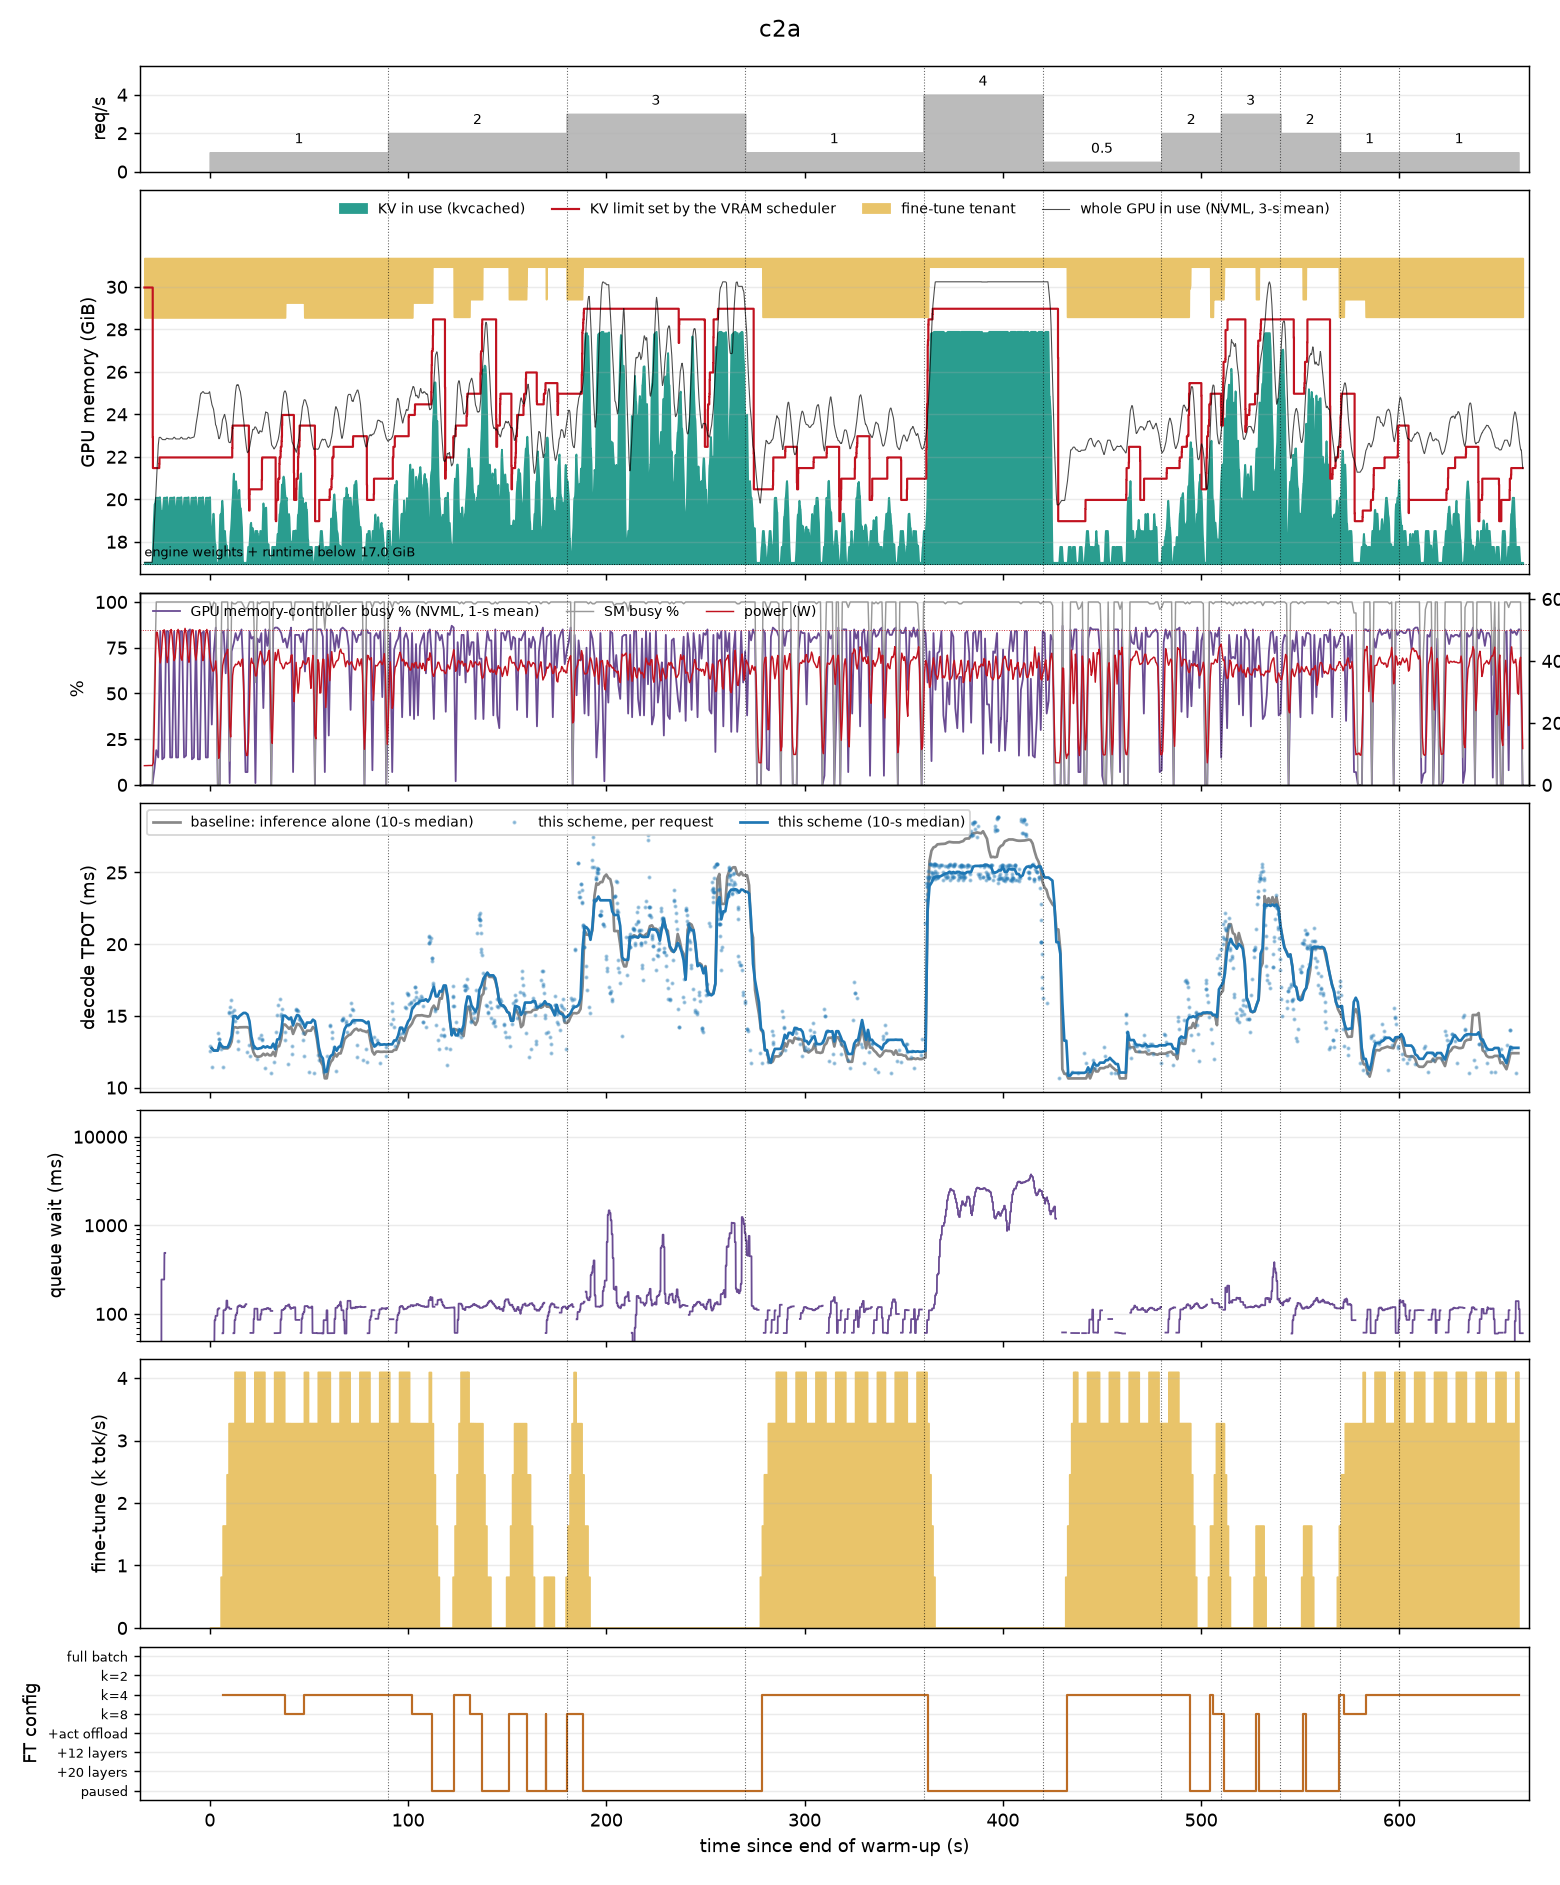 c2a
req/s
4
2
0
1
2
3
1
4
0.5
2
3
2
1
1
GPU memory (GiB)
30
28
26
24
22
20
18
KV in use (kvcached)
KV limit set by the VRAM scheduler
fine-tune tenant
whole GPU in use (NVML, 3-s mean)
engine weights + runtime below 17.0 GiB
%
100
75
50
25
0
GPU memory-controller busy % (NVML, 1-s mean)
SM busy %
power (W)
0
decode TPOT (ms)
25
20
15
10
baseline: inference alone (10-s median)
this scheme, per request
this scheme (10-s median)
queue wait (ms)
10000
1000
100
fine-tune (k tok/s)
4
3
2
1
0
FT config
full batch
k=2
k=4
k=8
+act offload
+12 layers
+20 layers
paused
0
100
200
300
400
500
600
time since end of warm-up (s)